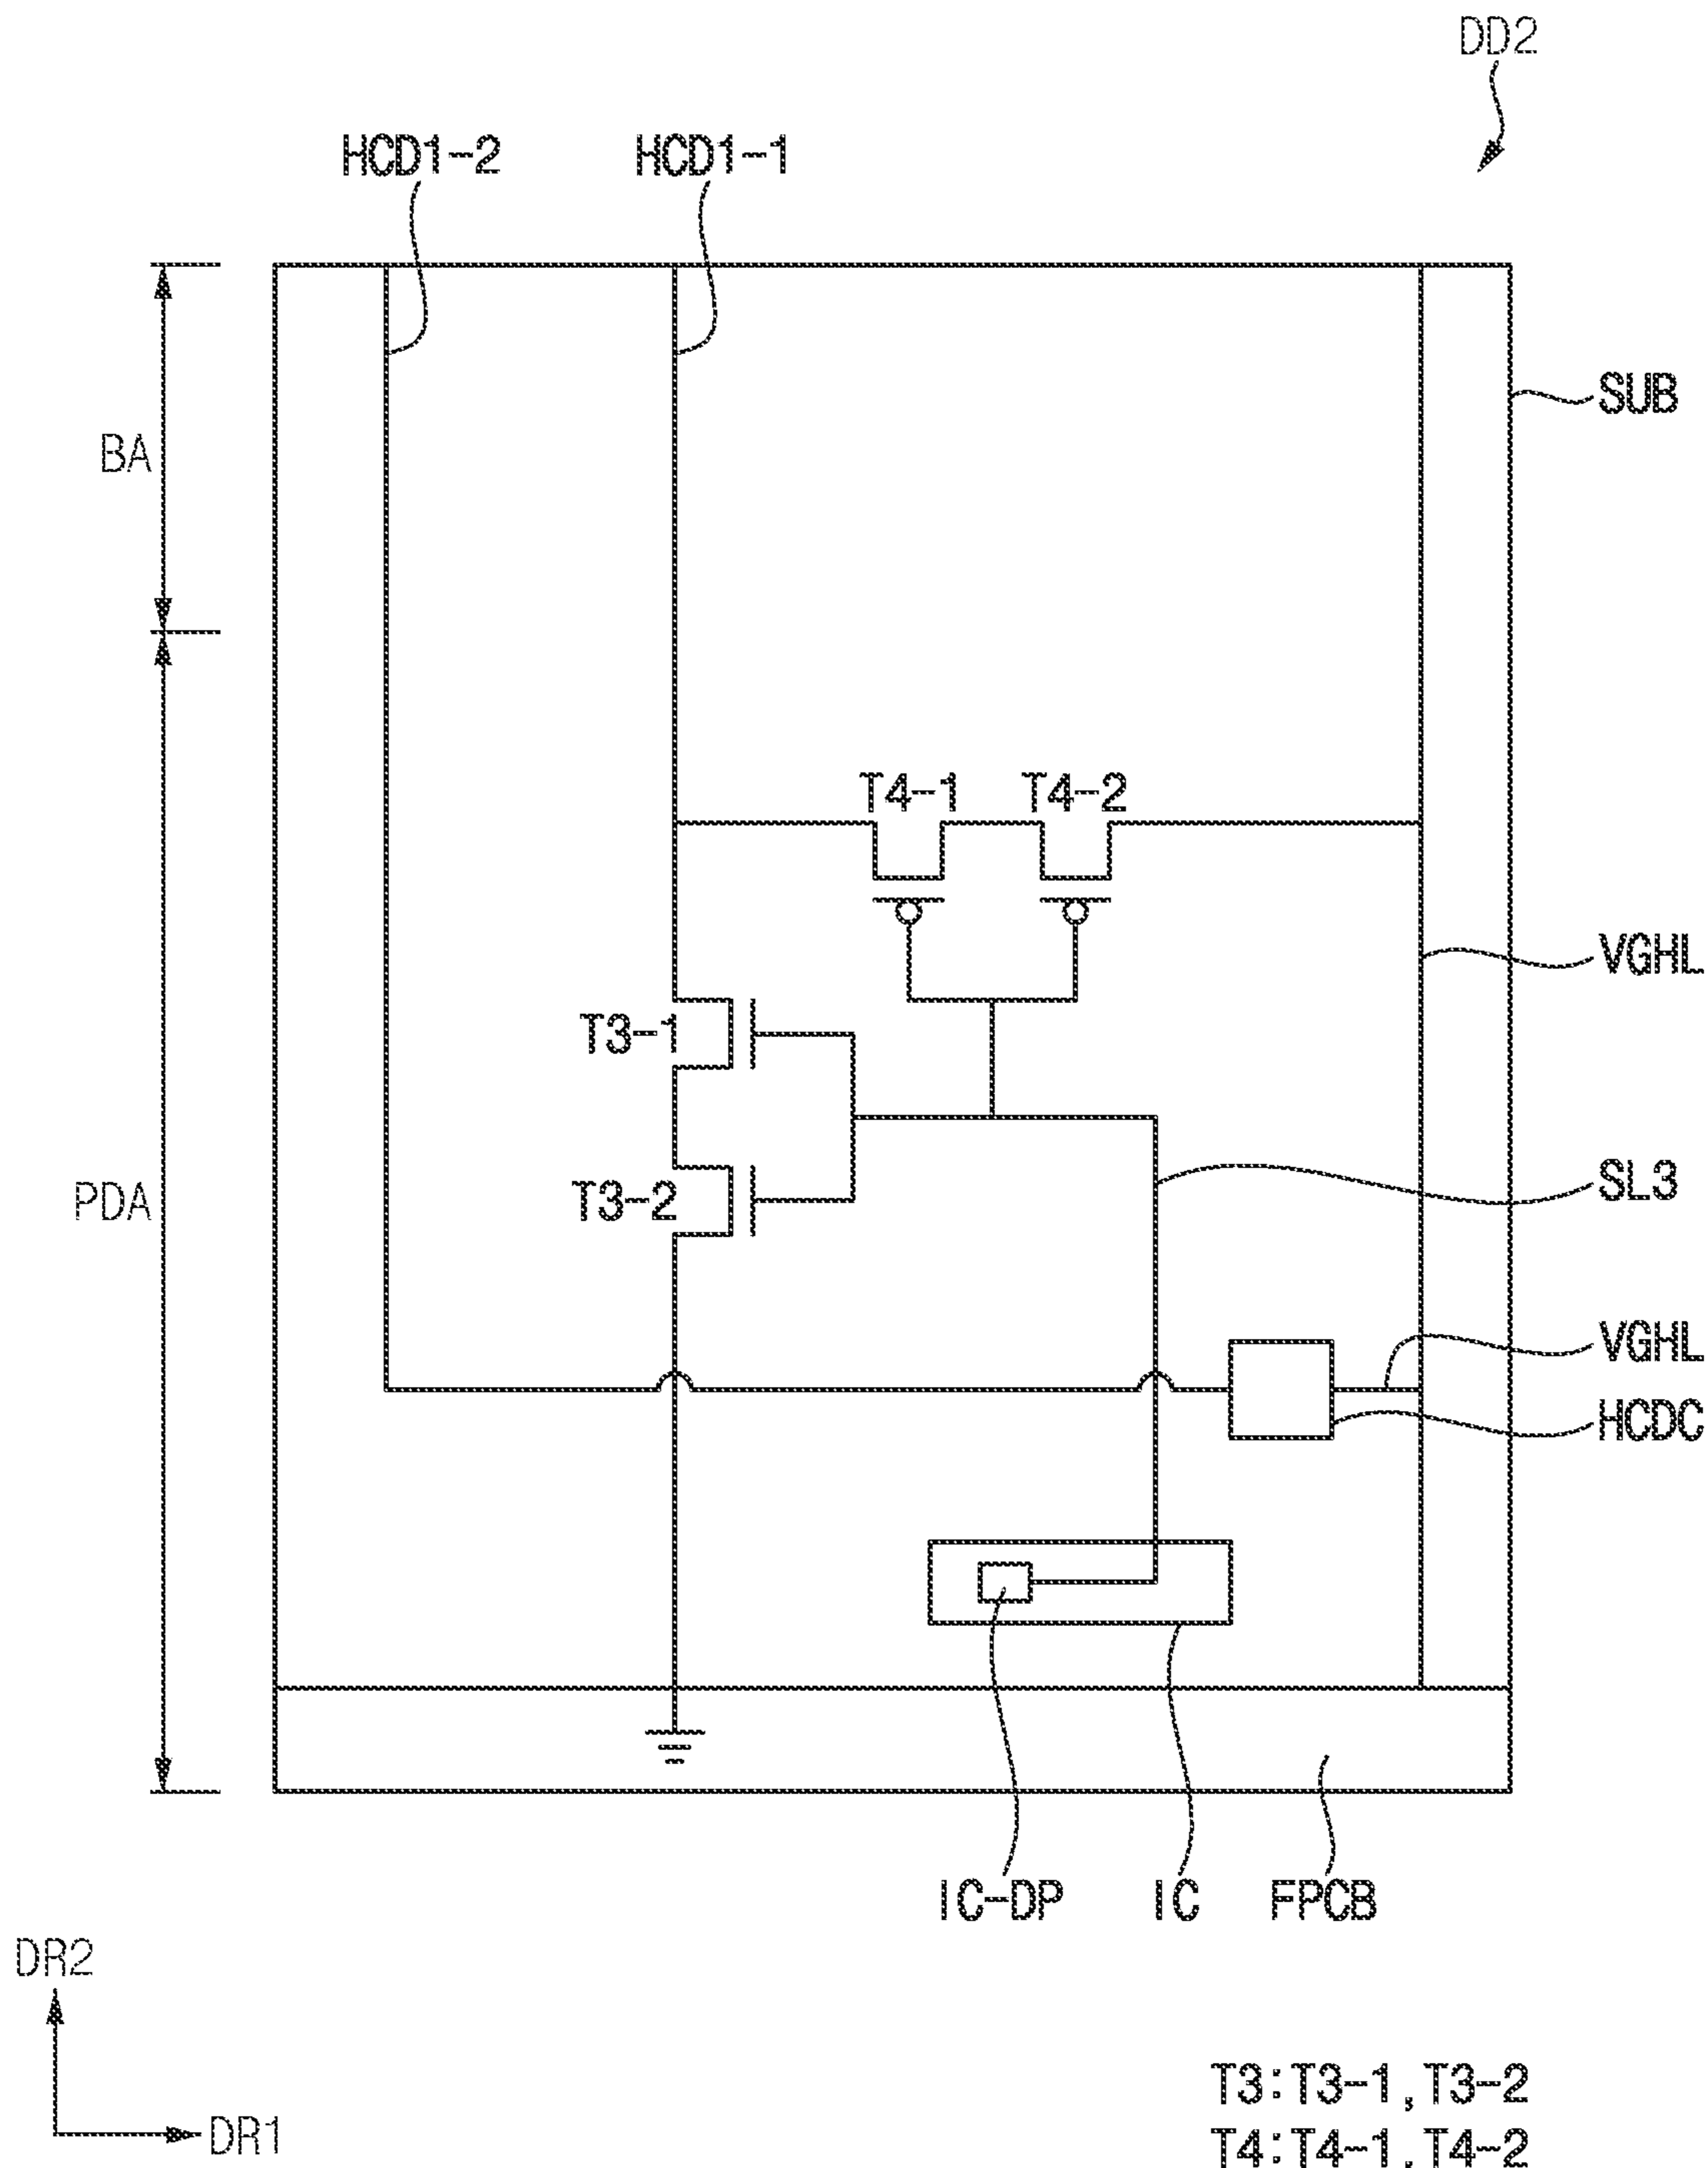 DD2
HCD1-2
HCD1-1
SUB
BA
T4-1
T4-2
VGHL
T3-1
SL3
T3-2
PDA
VGHL
HCDC
IC-DP
IC
FPCB
DR2
DR1
T3:T3-1,T3-2
T4:T4-1,T4-2